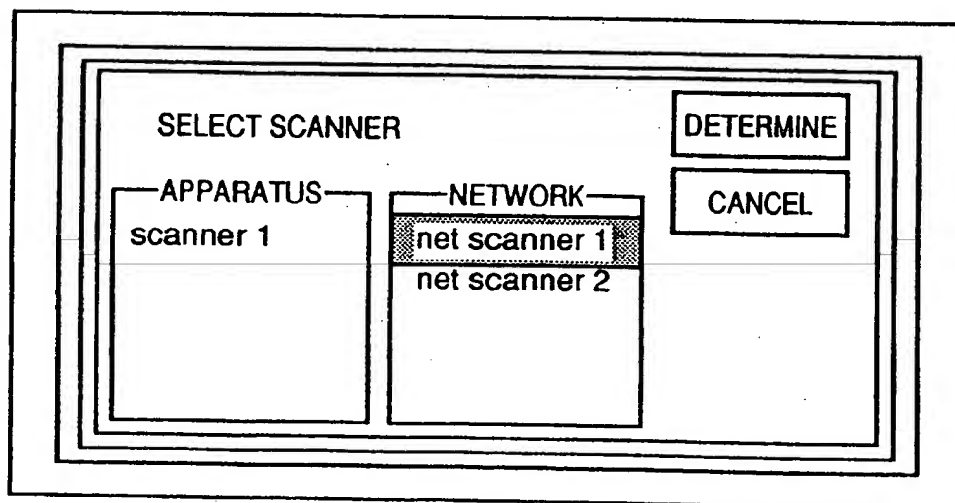 SELECT SCANNER
DETERMINE
CANCEL
APPARATUS
scanner 1
NETWORK
net scanner 1
net scanner 2